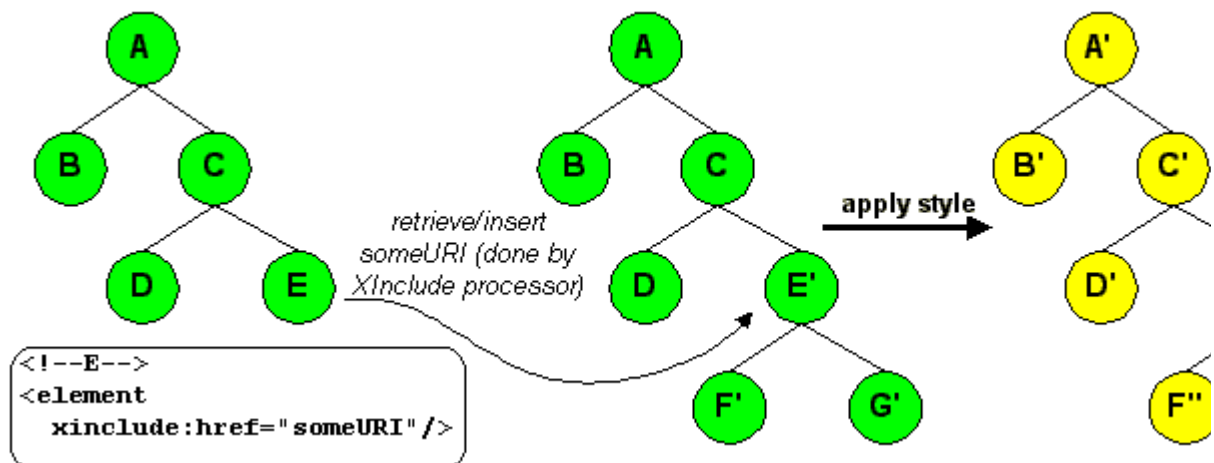 A
B
C
D
E
<!--E-->
<element
xinclude:href="someURI"/>
retrieve/insert
someURI (done by
XInclude processor)
A
B
C
D
E'
F'
G'
apply style
A'
B'
C'
D'
F''